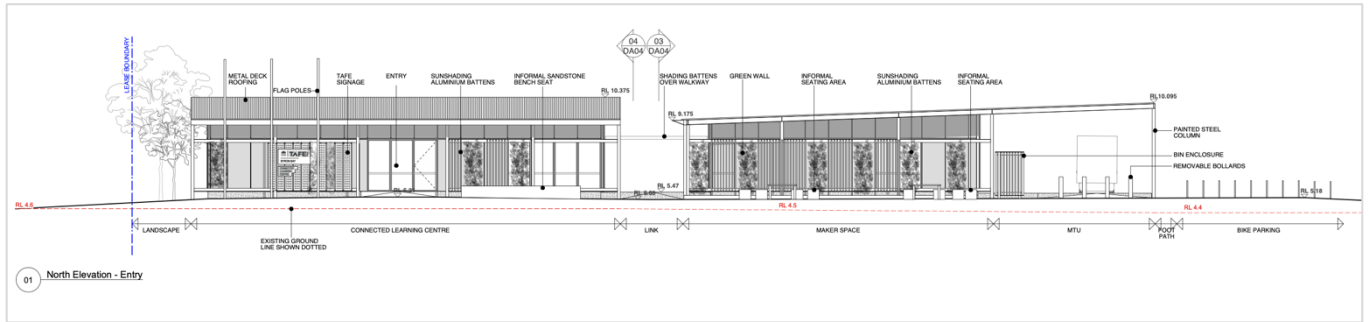 04
DA04
03
DA04
LEASE BOUNDARY
METAL DECK
ROOFING
FLAG POLES
TAFE
SIGNAGE
ENTRY
SUNSHADING
ALUMINIUM BATTENS
INFORMAL SANDSTONE
BENCH SEAT
RL 10.375
SHADING BATTENS
OVER WALKWAY
GREEN WALL
INFORMAL
SEATING AREA
SUNSHADING
ALUMINIUM BATTENS
INFORMAL
SEATING AREA
RL10.095
RL 9.175
PAINTED STEEL
COLUMN
TAFE
BIN ENCLOSURE
REMOVABLE BOLLARDS
RL 5.47
RL 5.18
RL 4.6
RL 4.5
RL 4.4
LANDSCAPE
CONNECTED LEARNING CENTRE
LINK
MAKER SPACE
MTU
FOOT
PATH
BIKE PARKING
EXISTING GROUND
LINE SHOWN DOTTED
01
North Elevation - Entry